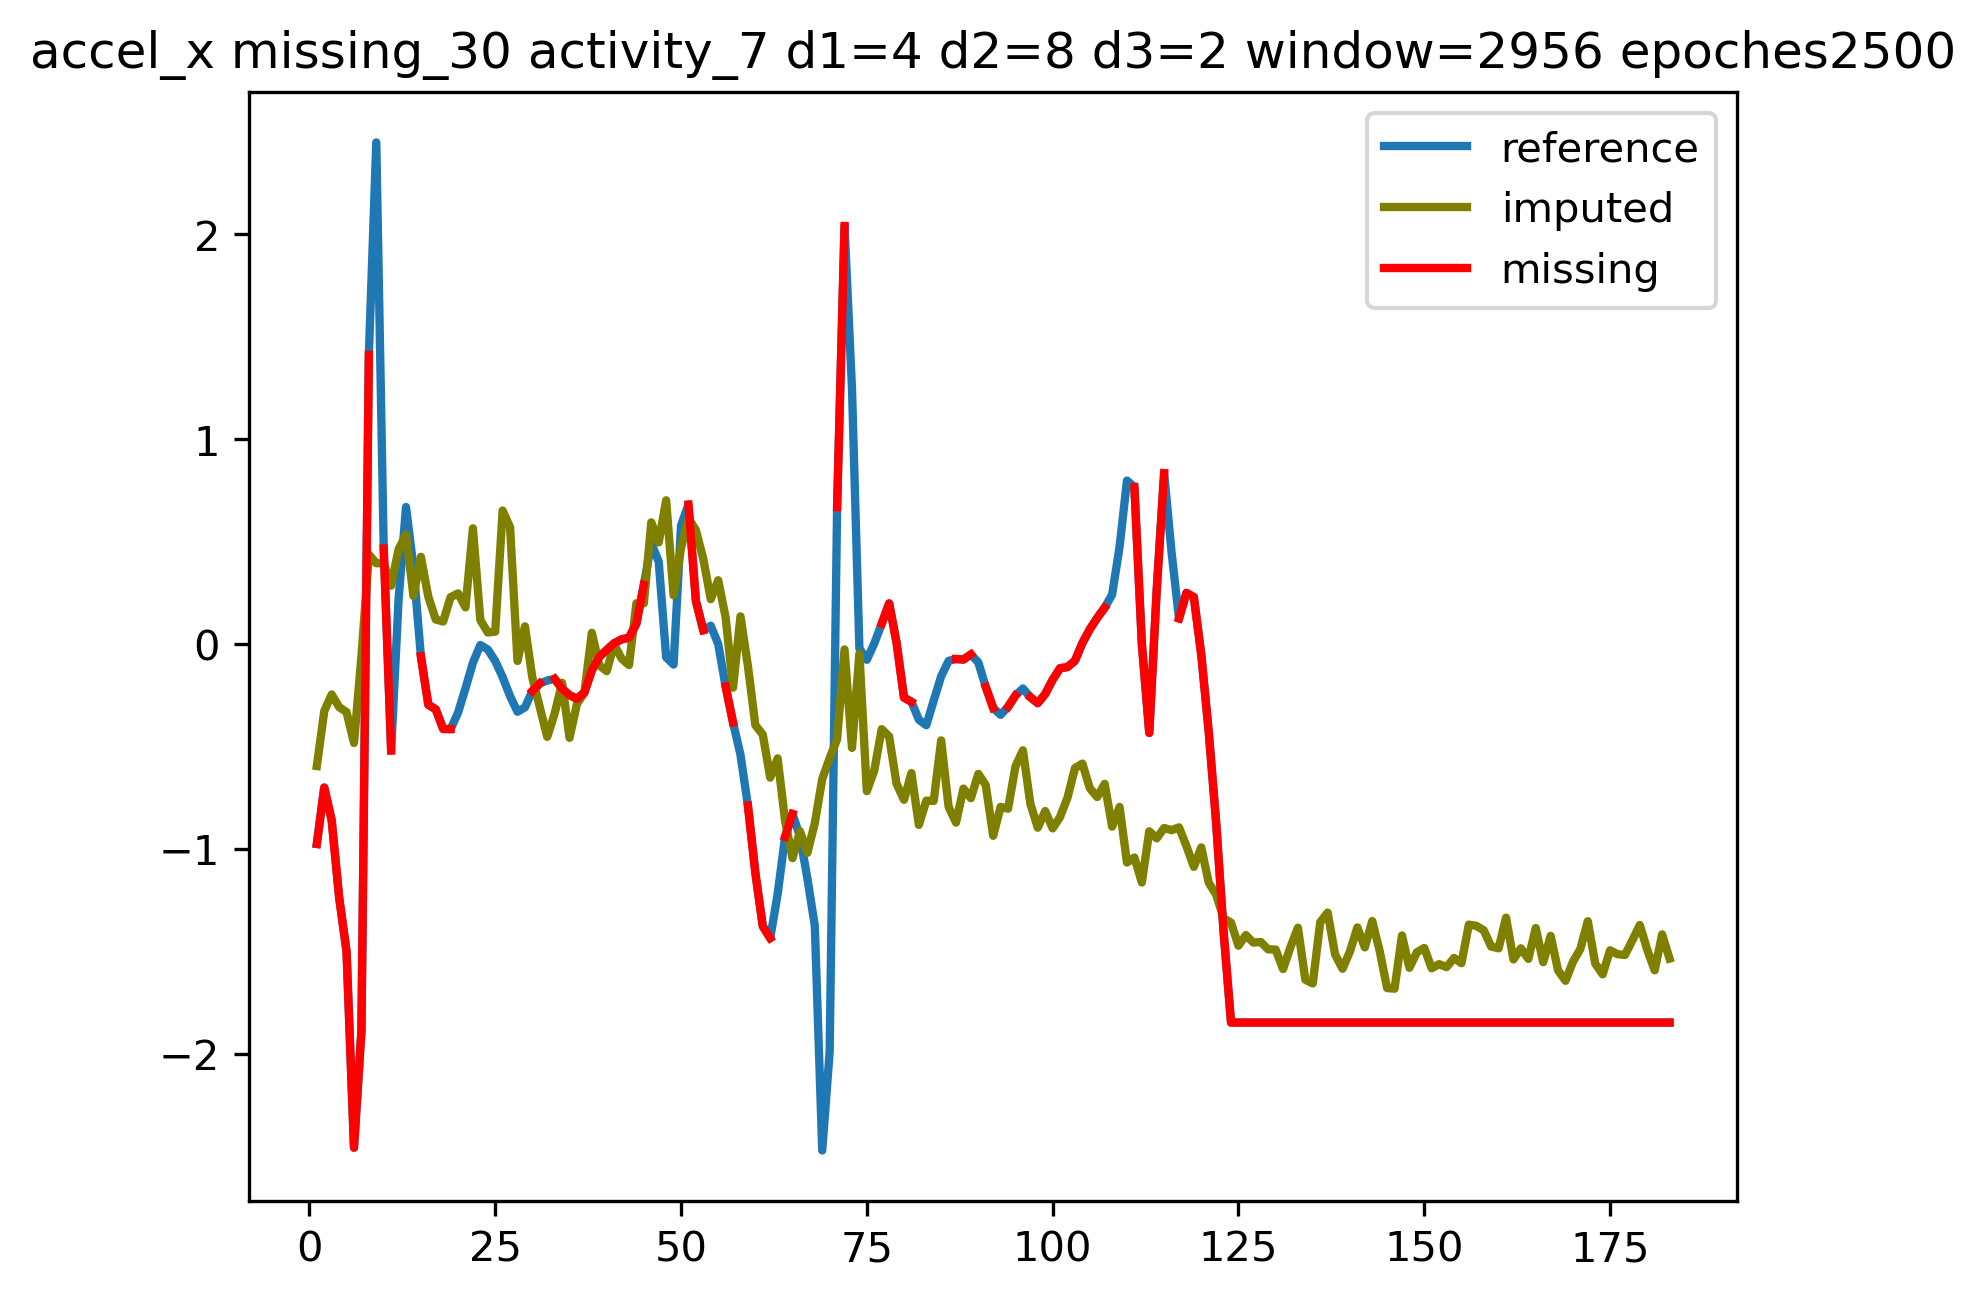 accel_x missing_30 activity_7 d1=4 d2=8 d3=2 window=2956 epoches2500
reference
imputed
missing
2
1
0
−1
−2
0 25 50 75 100 125 150 175